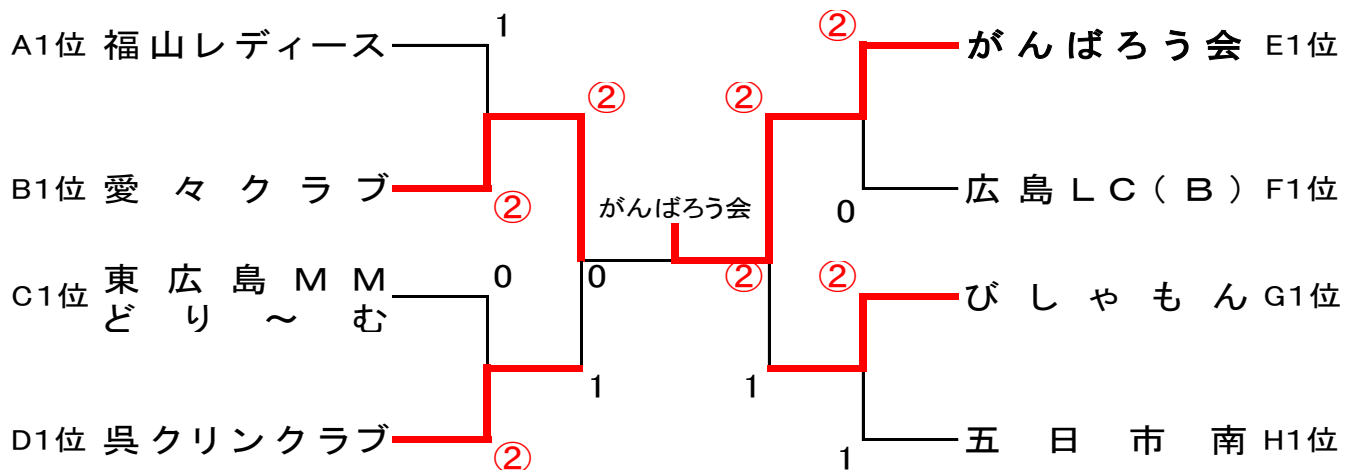 1
②
A1位 福山レディース
がんばろう会 E1位
②
②
B1位 愛々クラブ
広島LC(B) F1位
②
がんばろう会
0
0
0
②
②
C1位 東広島MM
どり～む
びしゃもん G1位
1
1
D1位 呉クリンクラブ
五日市南 H1位
②
1